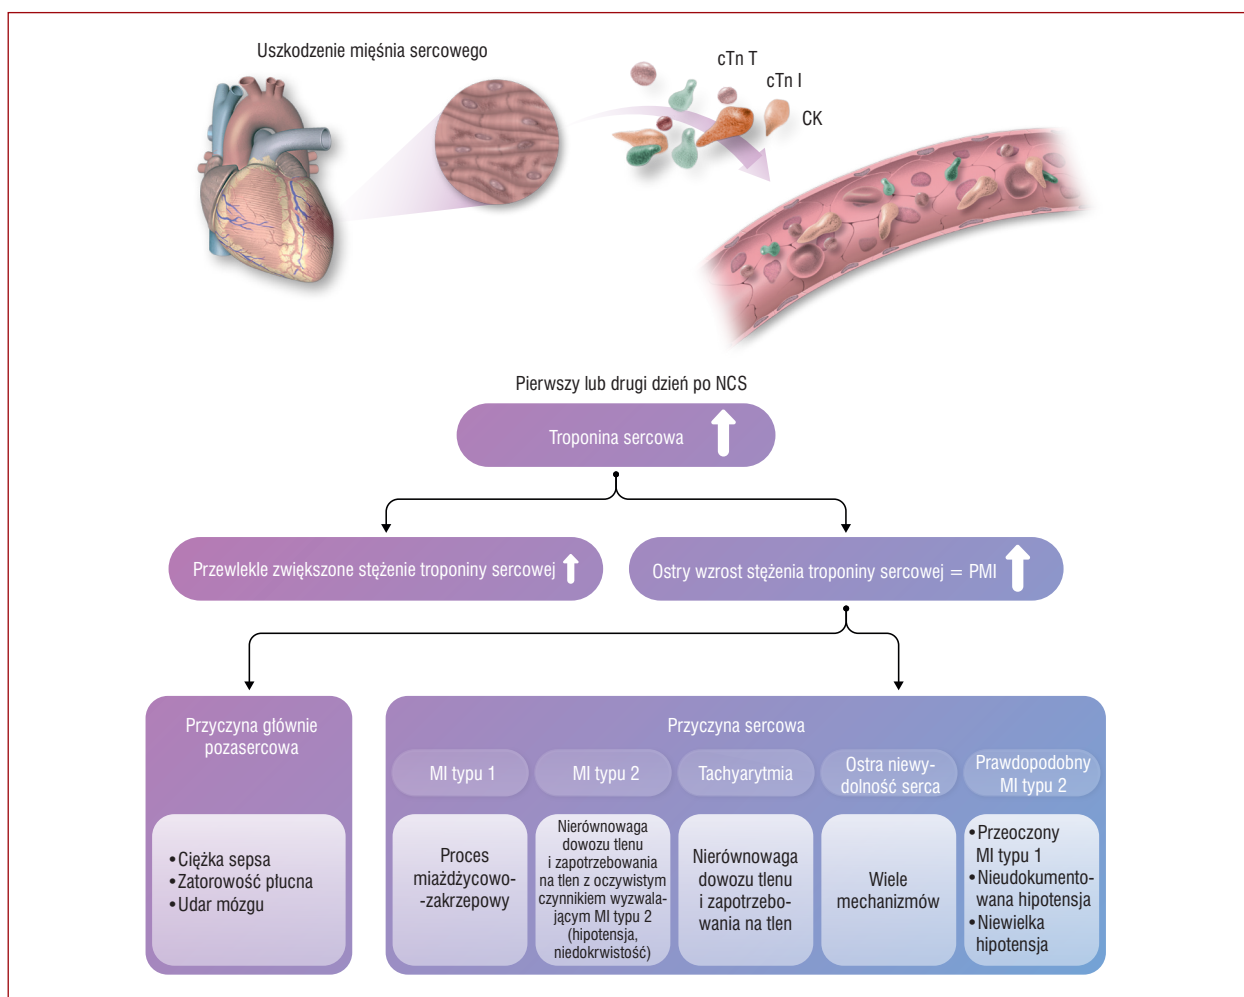 Uszkodzenie mięśnia sercowego
cTn T
cTn I
CK
Pierwszy lub drugi dzień po NCS
Troponina sercowa
Przewlekle zwiększone stężenie troponiny sercowej
Ostry wzrost stężenia troponiny sercowej = PMI
Przyczyna głównie
pozasercowa
•Ciężka sepsa
•Zatorowość płucna
•Udar mózgu
Przyczyna sercowa
MI typu 1
Proces
miażdżycowo-
-zakrzepowy
MI typu 2
Nierównowaga
dowozu tlenu
i zapotrzebowania
na tlen z oczywistym
czynnikiem wyzwala-
jącym MI typu 2
(hipotensja,
niedokrwistość)
Tachyarytmia
Nierównowaga
dowozu tlenu
i zapotrzebo-
wania na tlen
Ostra niewy-
dolność serca
Wiele
mechanizmów
Prawdopodobny
MI typu 2
•Przeoczony
MI typu 1
•Nieudokumento-
wana hipotensja
•Niewielka
hipotensja